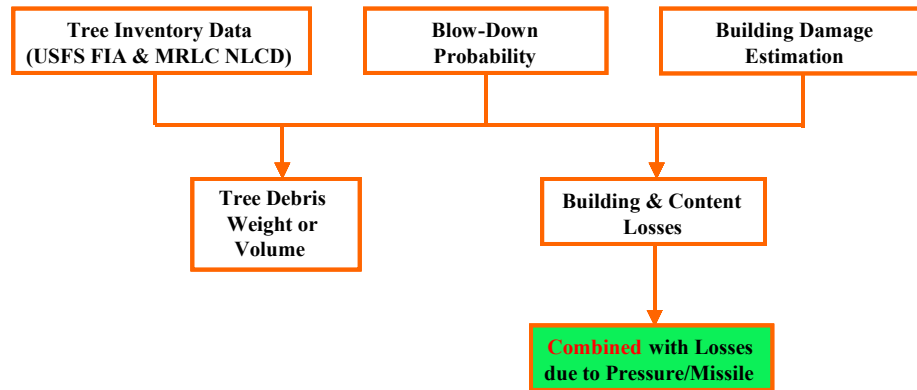 Tree Inventory Data
(USFS FIA & MRLC NLCD)
Blow-Down
Probability
Building Damage
Estimation
Tree Debris
Weight or
Volume
Building & Content
Losses
Combined with Losses
due to Pressure/Missile